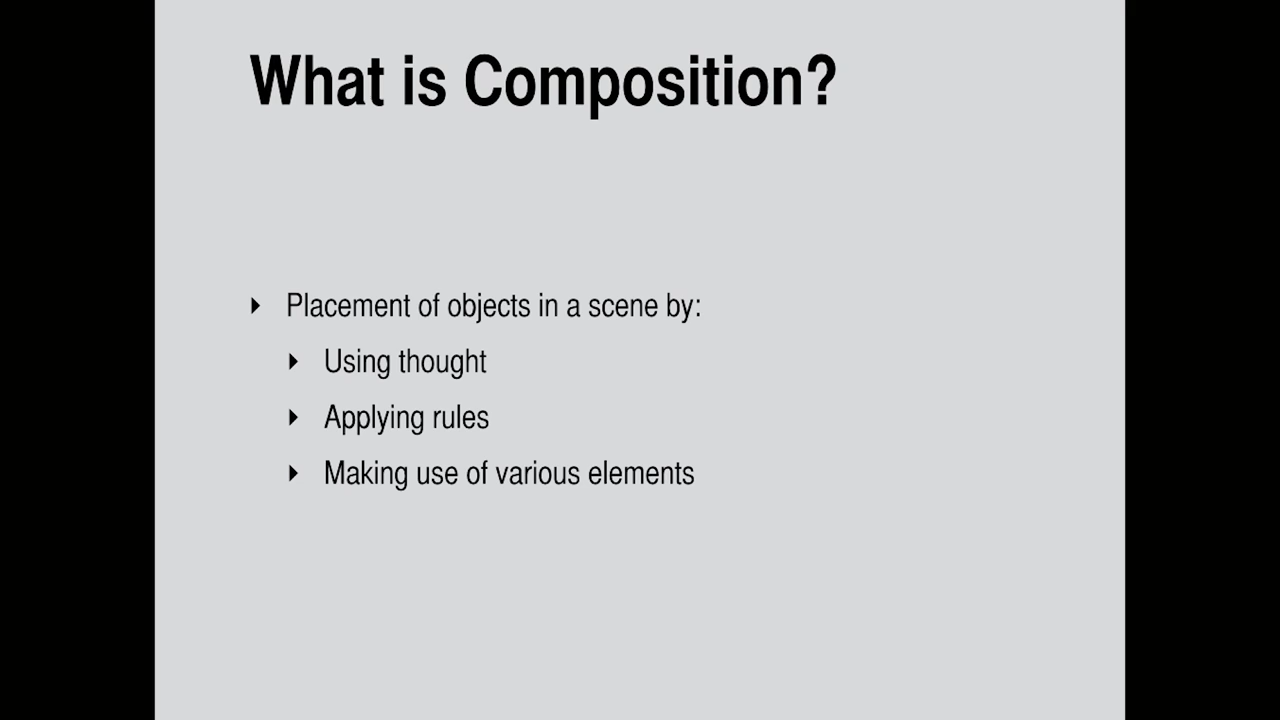 What is Composition?
Placement of objects in a scene by:
Using thought
Applying rules
Making use of various elements